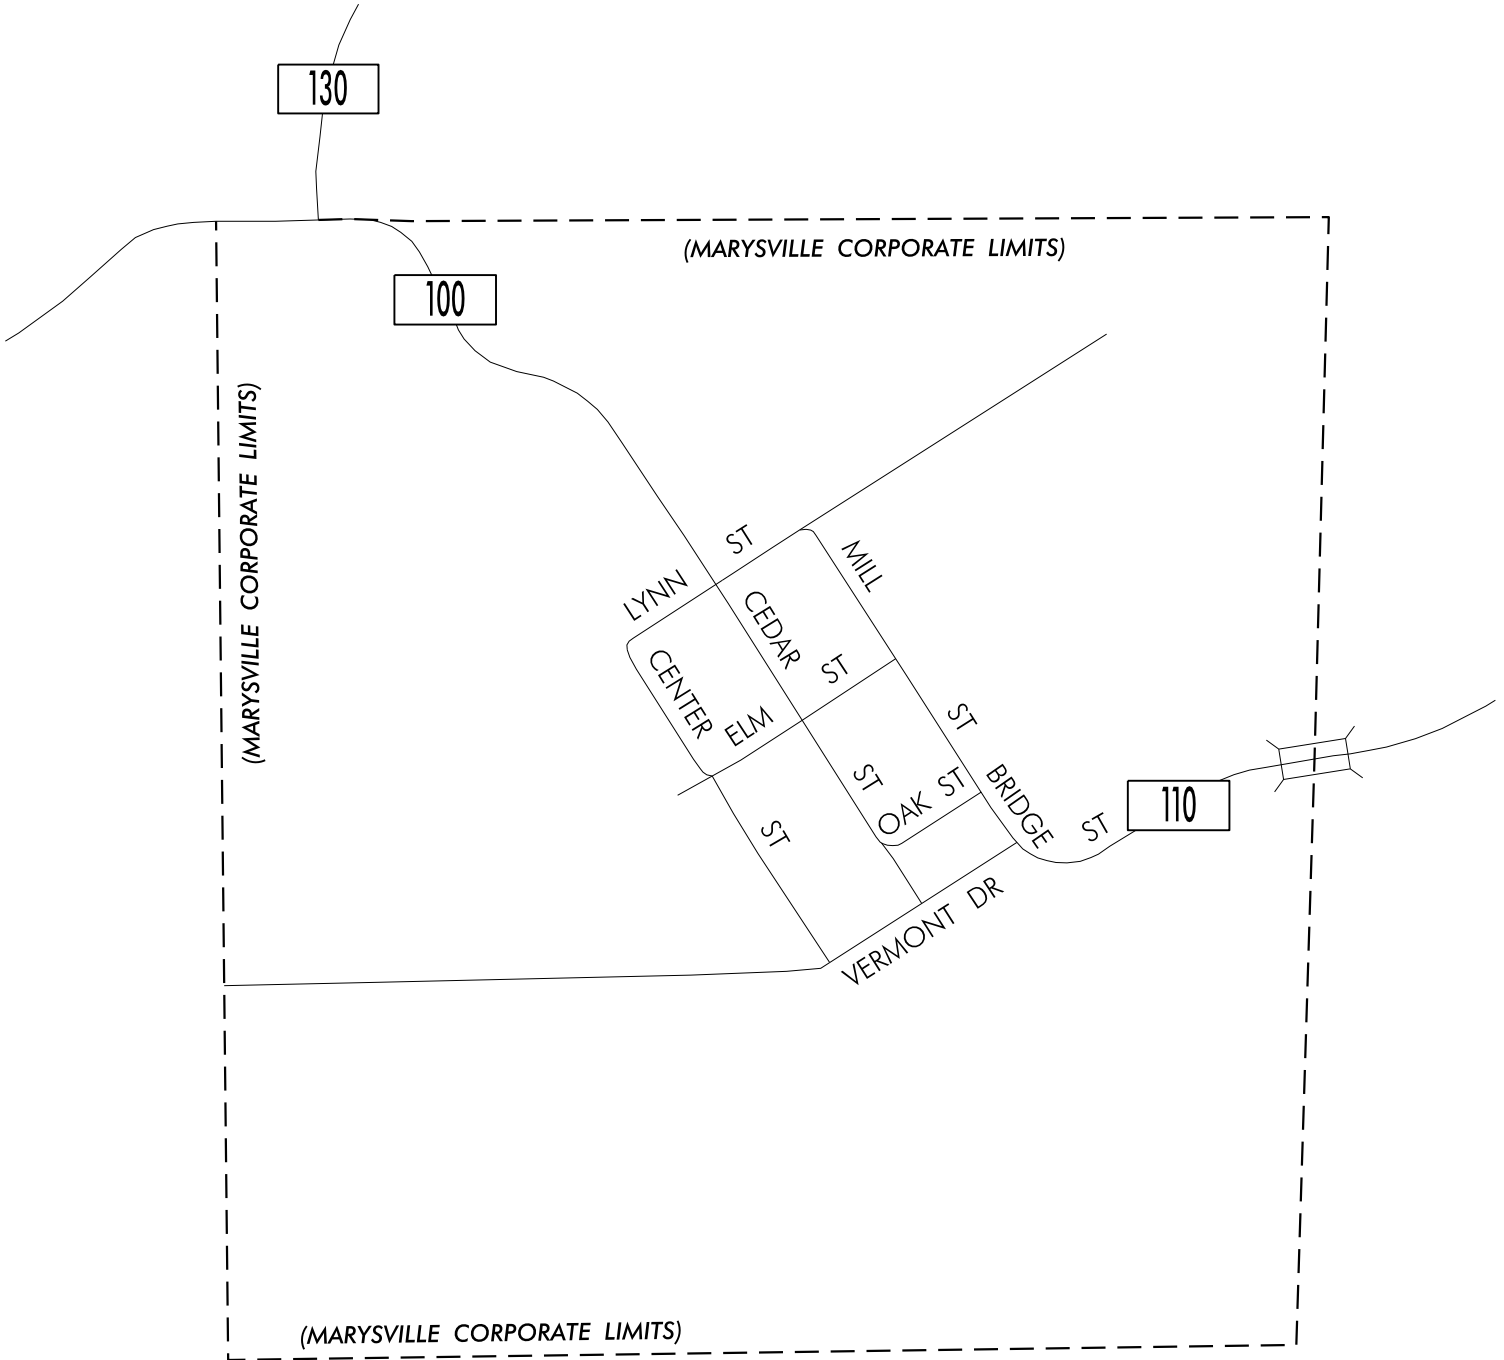 130
(MARYSVILLE CORPORATE LIMITS)
100
(MARYSVILLE CORPORATE LIMITS)
LYNN ST
MILL ST
CEDAR ST
CENTER ST
ELM ST
OAK ST
BRIDGE ST
110
VERMONT DR
(MARYSVILLE CORPORATE LIMITS)